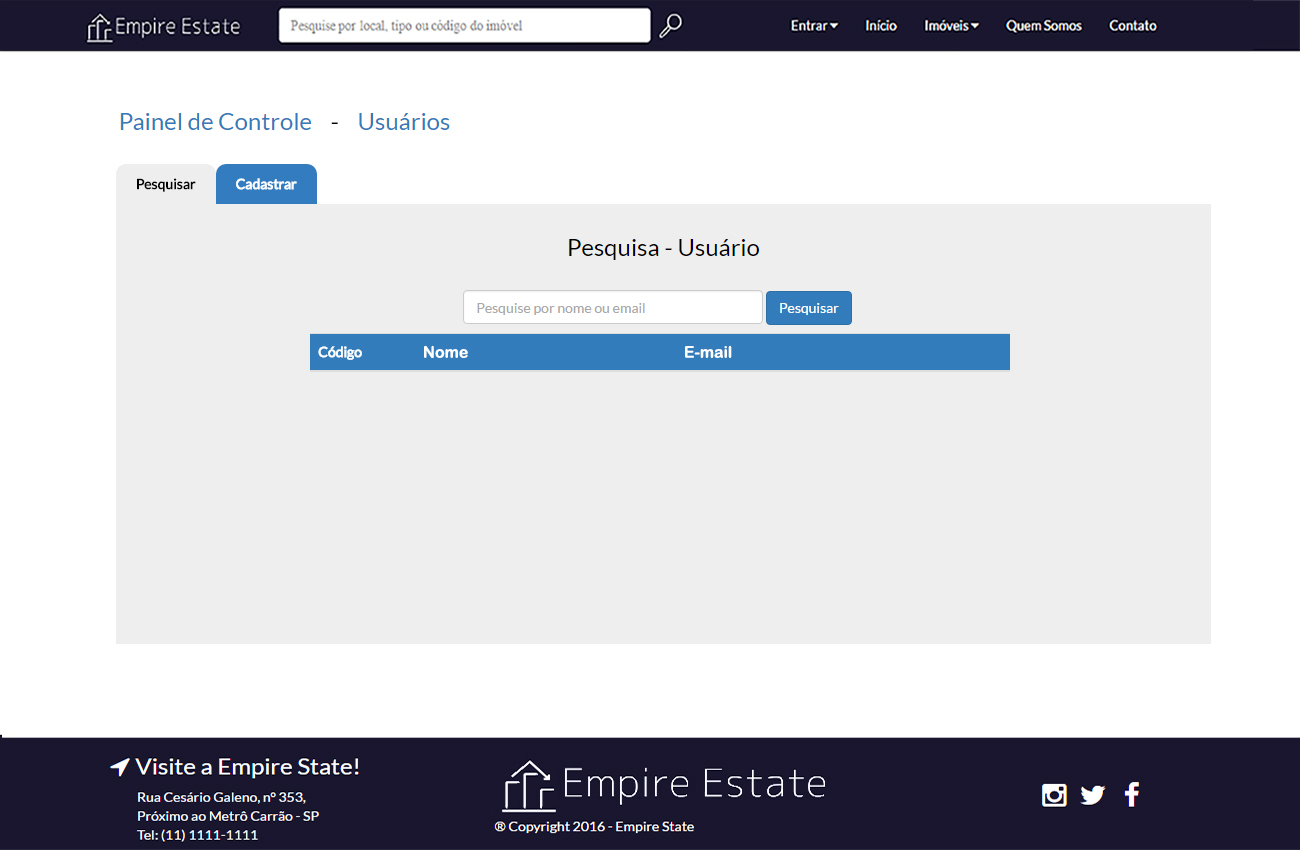 Empire Estate
Pesquise por local, tipo ou código do imóvel
Entrar Início Imóveis Quem Somos Contato
Painel de Controle - Usuários
Pesquisar Cadastrar
Pesquisa - Usuário
Pesquise por nome ou email Pesquisar
Código Nome E-mail
Visite a Empire State!
Rua Cesário Galeno, nº 353,
Próximo ao Metrô Carrão - SP
Tel: (11) 1111-1111
Empire Estate
® Copyright 2016 - Empire State